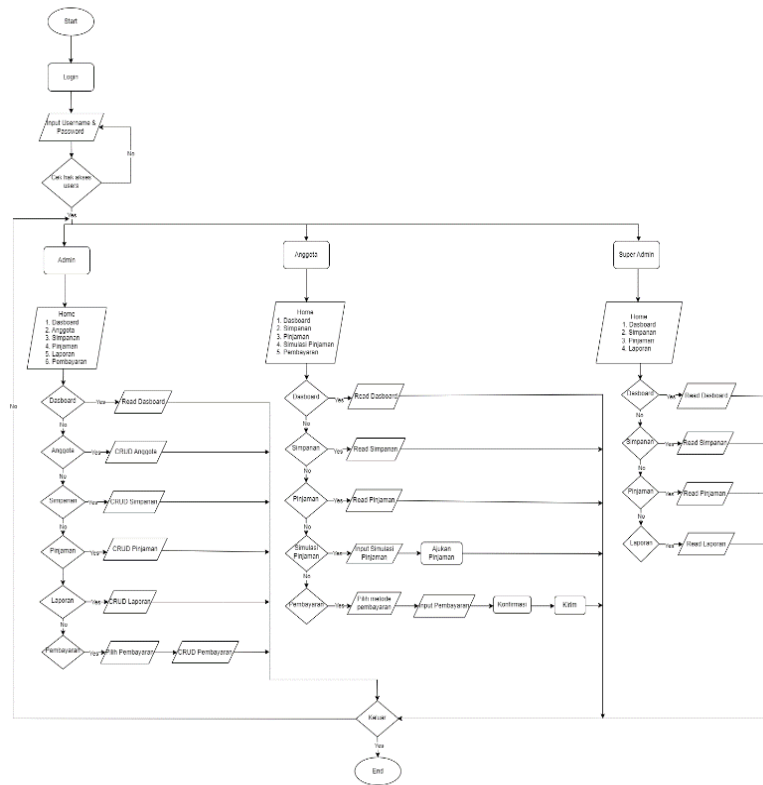 Start
Login
Input Username &
Password
No
Cek hak akses
users
Yes
Admin
Anggota
Super Admin
Home
1. Dasboard
2. Anggota
3. Simpanan
4. Pinjaman
5. Laporan
6. Pembayaran
Home
1. Dasboard
2. Simpanan
3. Pinjaman
4. Simulasi Pinjaman
5. Pembayaran
Home
1. Dasboard
2. Simpanan
3. Pinjaman
4. Laporan
No
Dasboard
Yes
Read Dasboard
No
Anggota
Yes
CRUD Anggota
No
Simpanan
Yes
CRUD Simpanan
No
Pinjaman
Yes
CRUD Pinjaman
Laporan
Yes
CRUD Laporan
No
Pembayaran
Yes
Pilih Pembayaran
CRUD Pembayaran
Dasboard
Yes
Read Dasboard
No
Simpanan
Yes
Read Simpanan
No
Pinjaman
Yes
Read Pinjaman
No
Simulasi
Pinjaman
Yes
Input Simulasi
Pinjaman
Ajukan
Pinjaman
No
Pembayaran
Yes
Pilih metode
pembayaran
Input Pembayaran
Konfirmasi
Kirim
Dasboard
Yes
Read Dasboard
No
Simpanan
Yes
Read Simpanan
No
Pinjaman
Yes
Read Pinjaman
No
Laporan
Yes
Read Laporan
Keluar
Yes
End